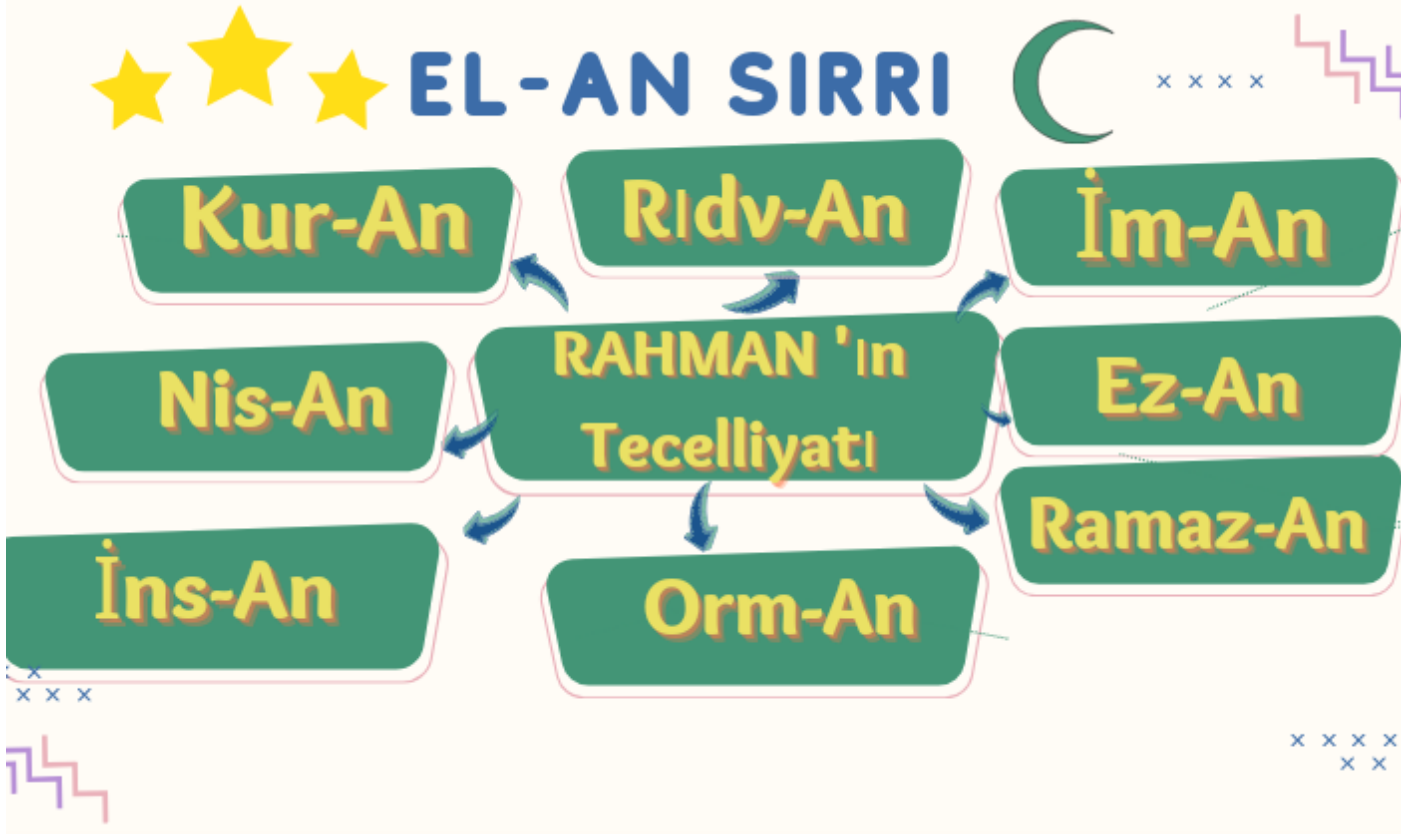 EL-AN SIRRI
Kur-An
Rıdv-An
İm-An
RAHMAN 'ın
Tecelliyatı
Nis-An
Ez-An
Ramaz-An
İns-An
Orm-An